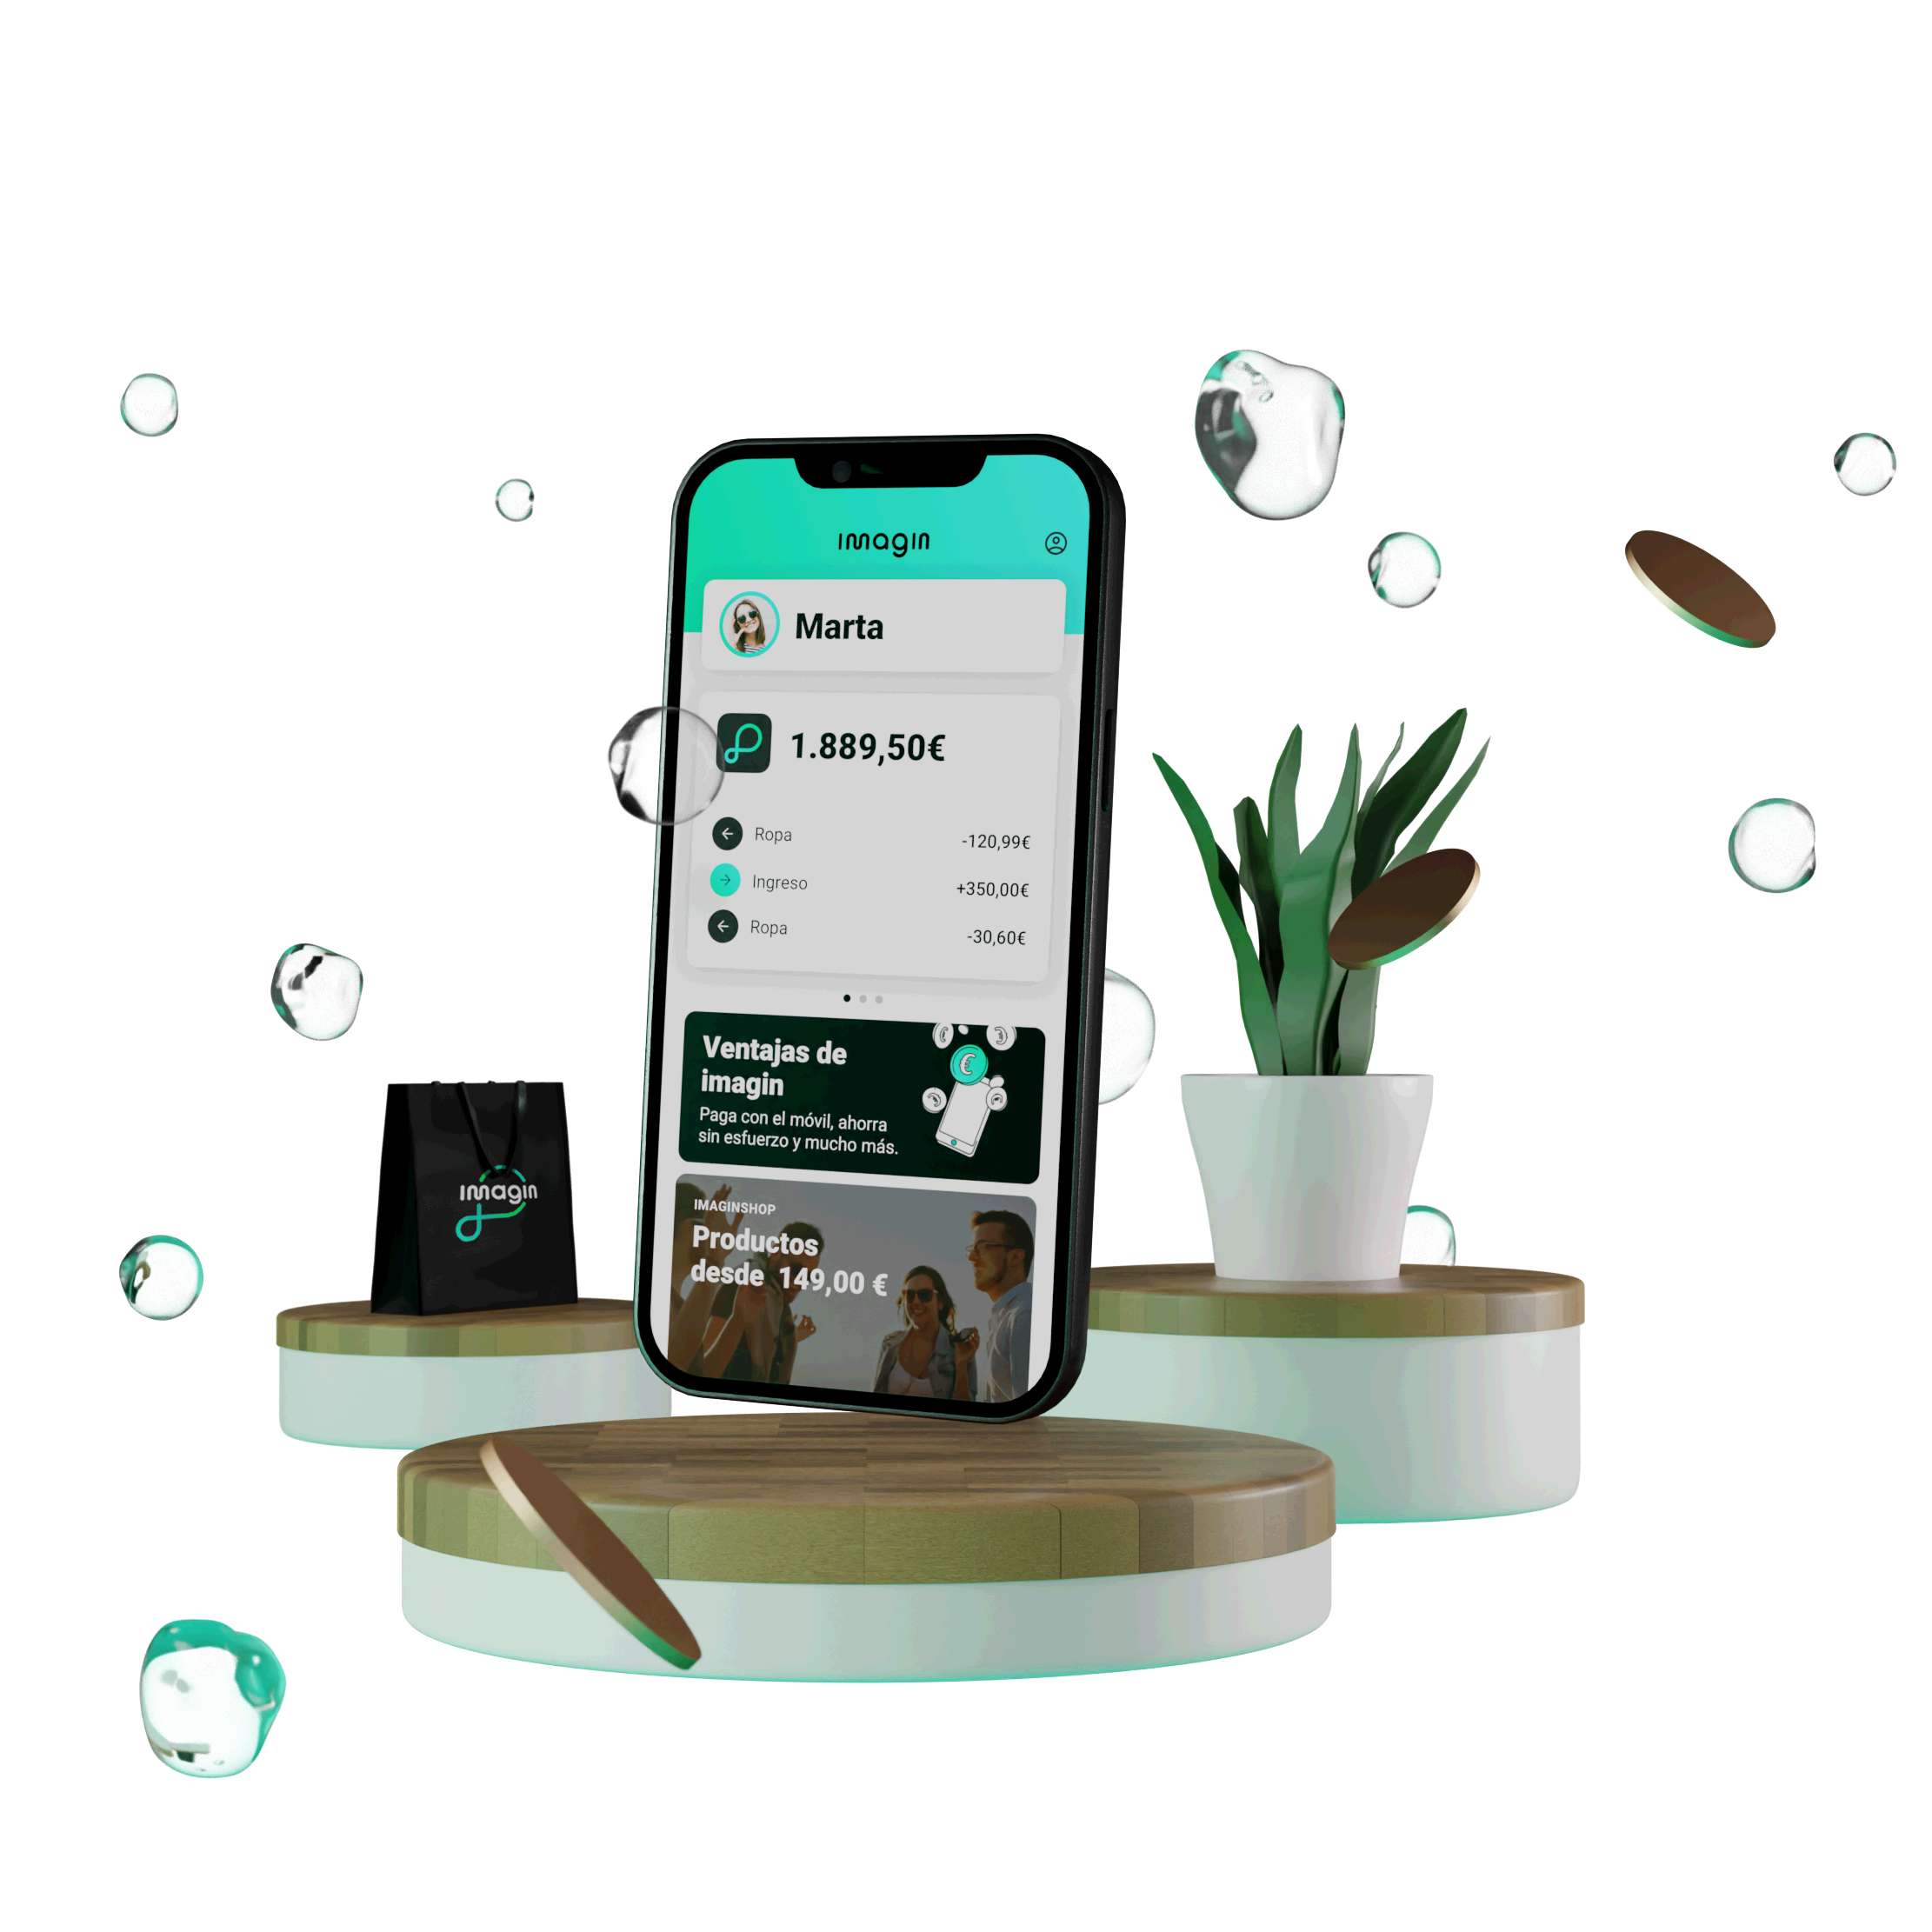 imagin
Marta
1.889,50€
Ropa -120,99€
Ingreso +350,00€
Ropa -30,60€
Ventajas de
imagin
Paga con el móvil, ahorra
sin esfuerzo y mucho más.
IMAGINSHOP
Productos
desde 149,00 €
imagin